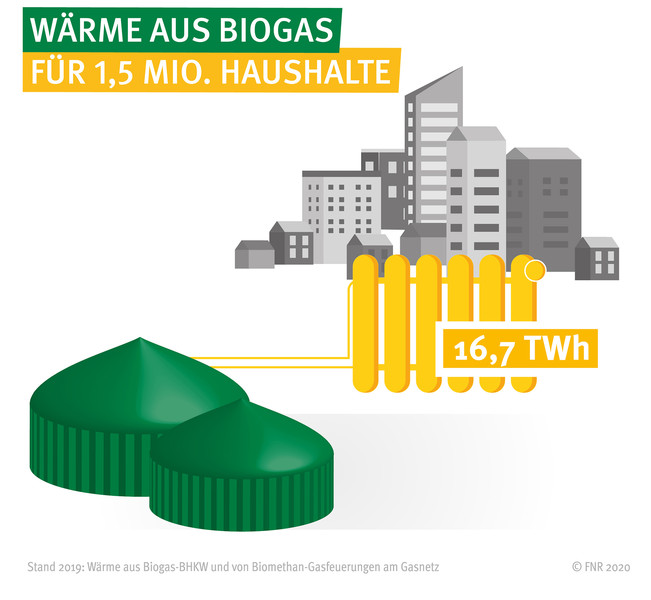 WÄRME AUS BIOGAS
FÜR 1,5 MIO. HAUSHALTE
16,7 TWh
Stand 2019: Wärme aus Biogas-BHKW und von Biomethan-Gasfeuerungen am Gasnetz
© FNR 2020